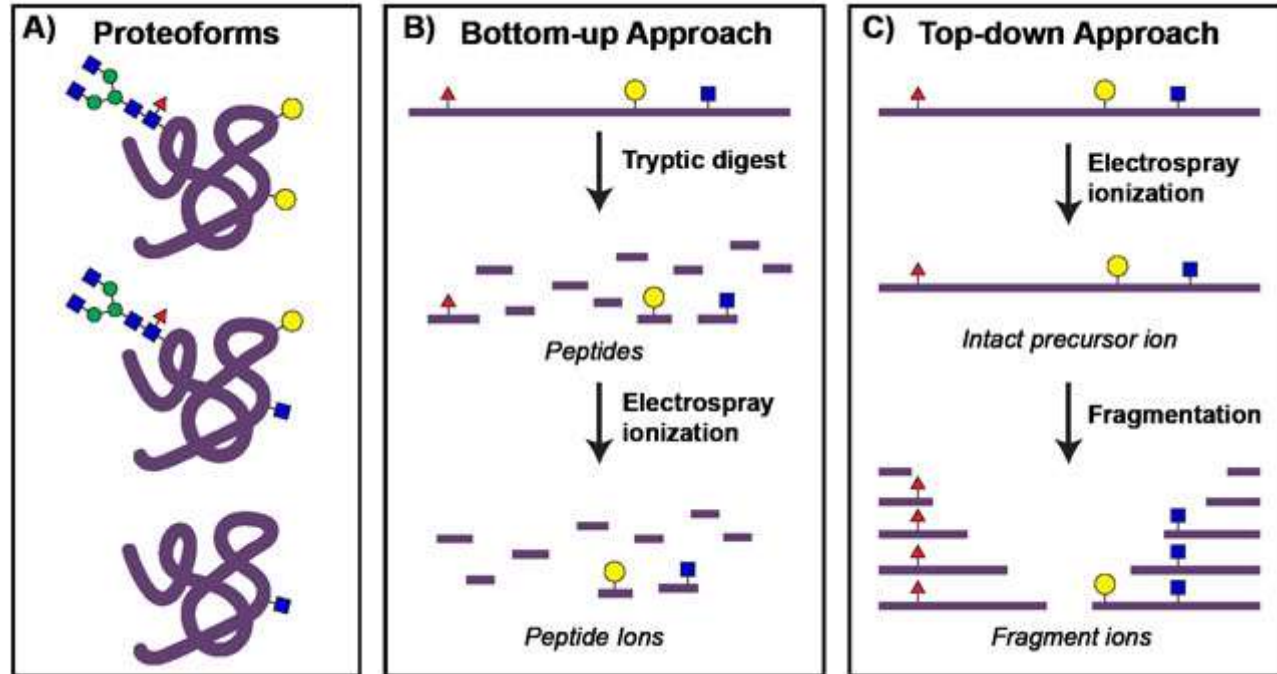 A) Proteoforms
B) Bottom-up Approach
Tryptic digest
Peptides
Electrospray
ionization
Peptide Ions
C) Top-down Approach
Electrospray
ionization
Intact precursor ion
Fragmentation
Fragment ions